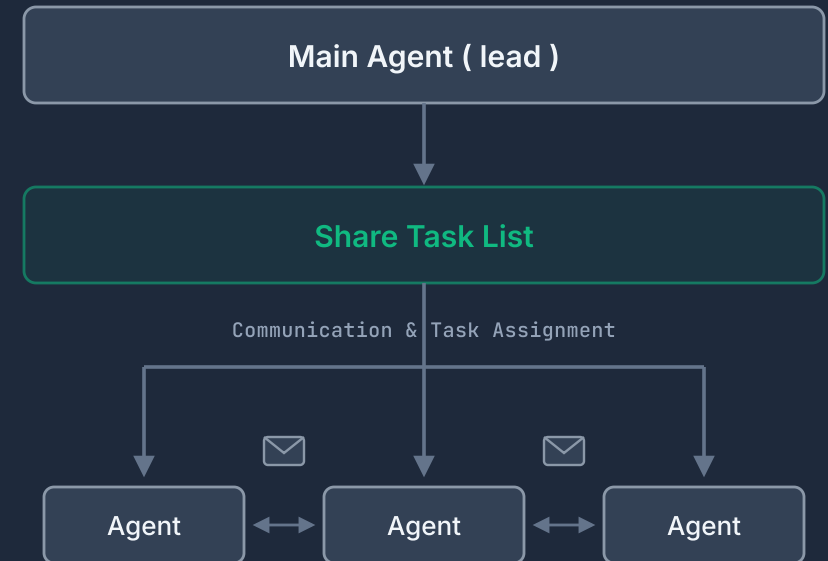 Main Agent ( lead )
Share Task List
Communication & Task Assignment
Agent
Agent
Agent